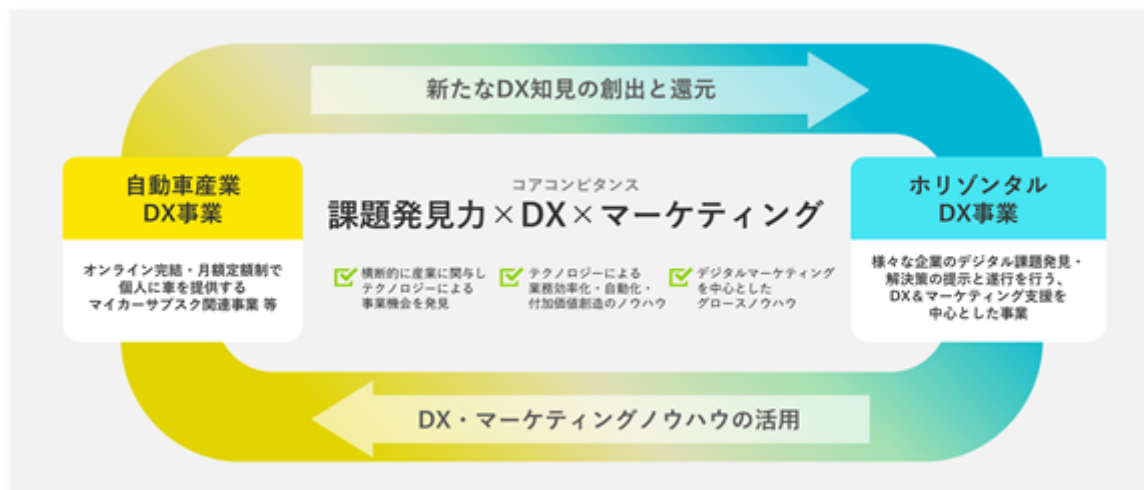 新たなDX知見の創出と還元
自動車産業
DX事業
オンライン完結・月額定額制で
個人に車を提供する
マイカーサブスク関連事業 等
コアコンピタンス
課題発見力×DX×マーケティング
横断的に産業に関与し
テクノロジーによる
事業機会を発見
テクノロジーによる
業務効率化・自動化・
付加価値創造のノウハウ
デジタルマーケティング
を中心とした
グロースノウハウ
ホリゾンタル
DX事業
様々な企業のデジタル課題発見・
解決策の提示と遂行を行う、
DX＆マーケティング支援を
中心とした事業
DX・マーケティングノウハウの活用